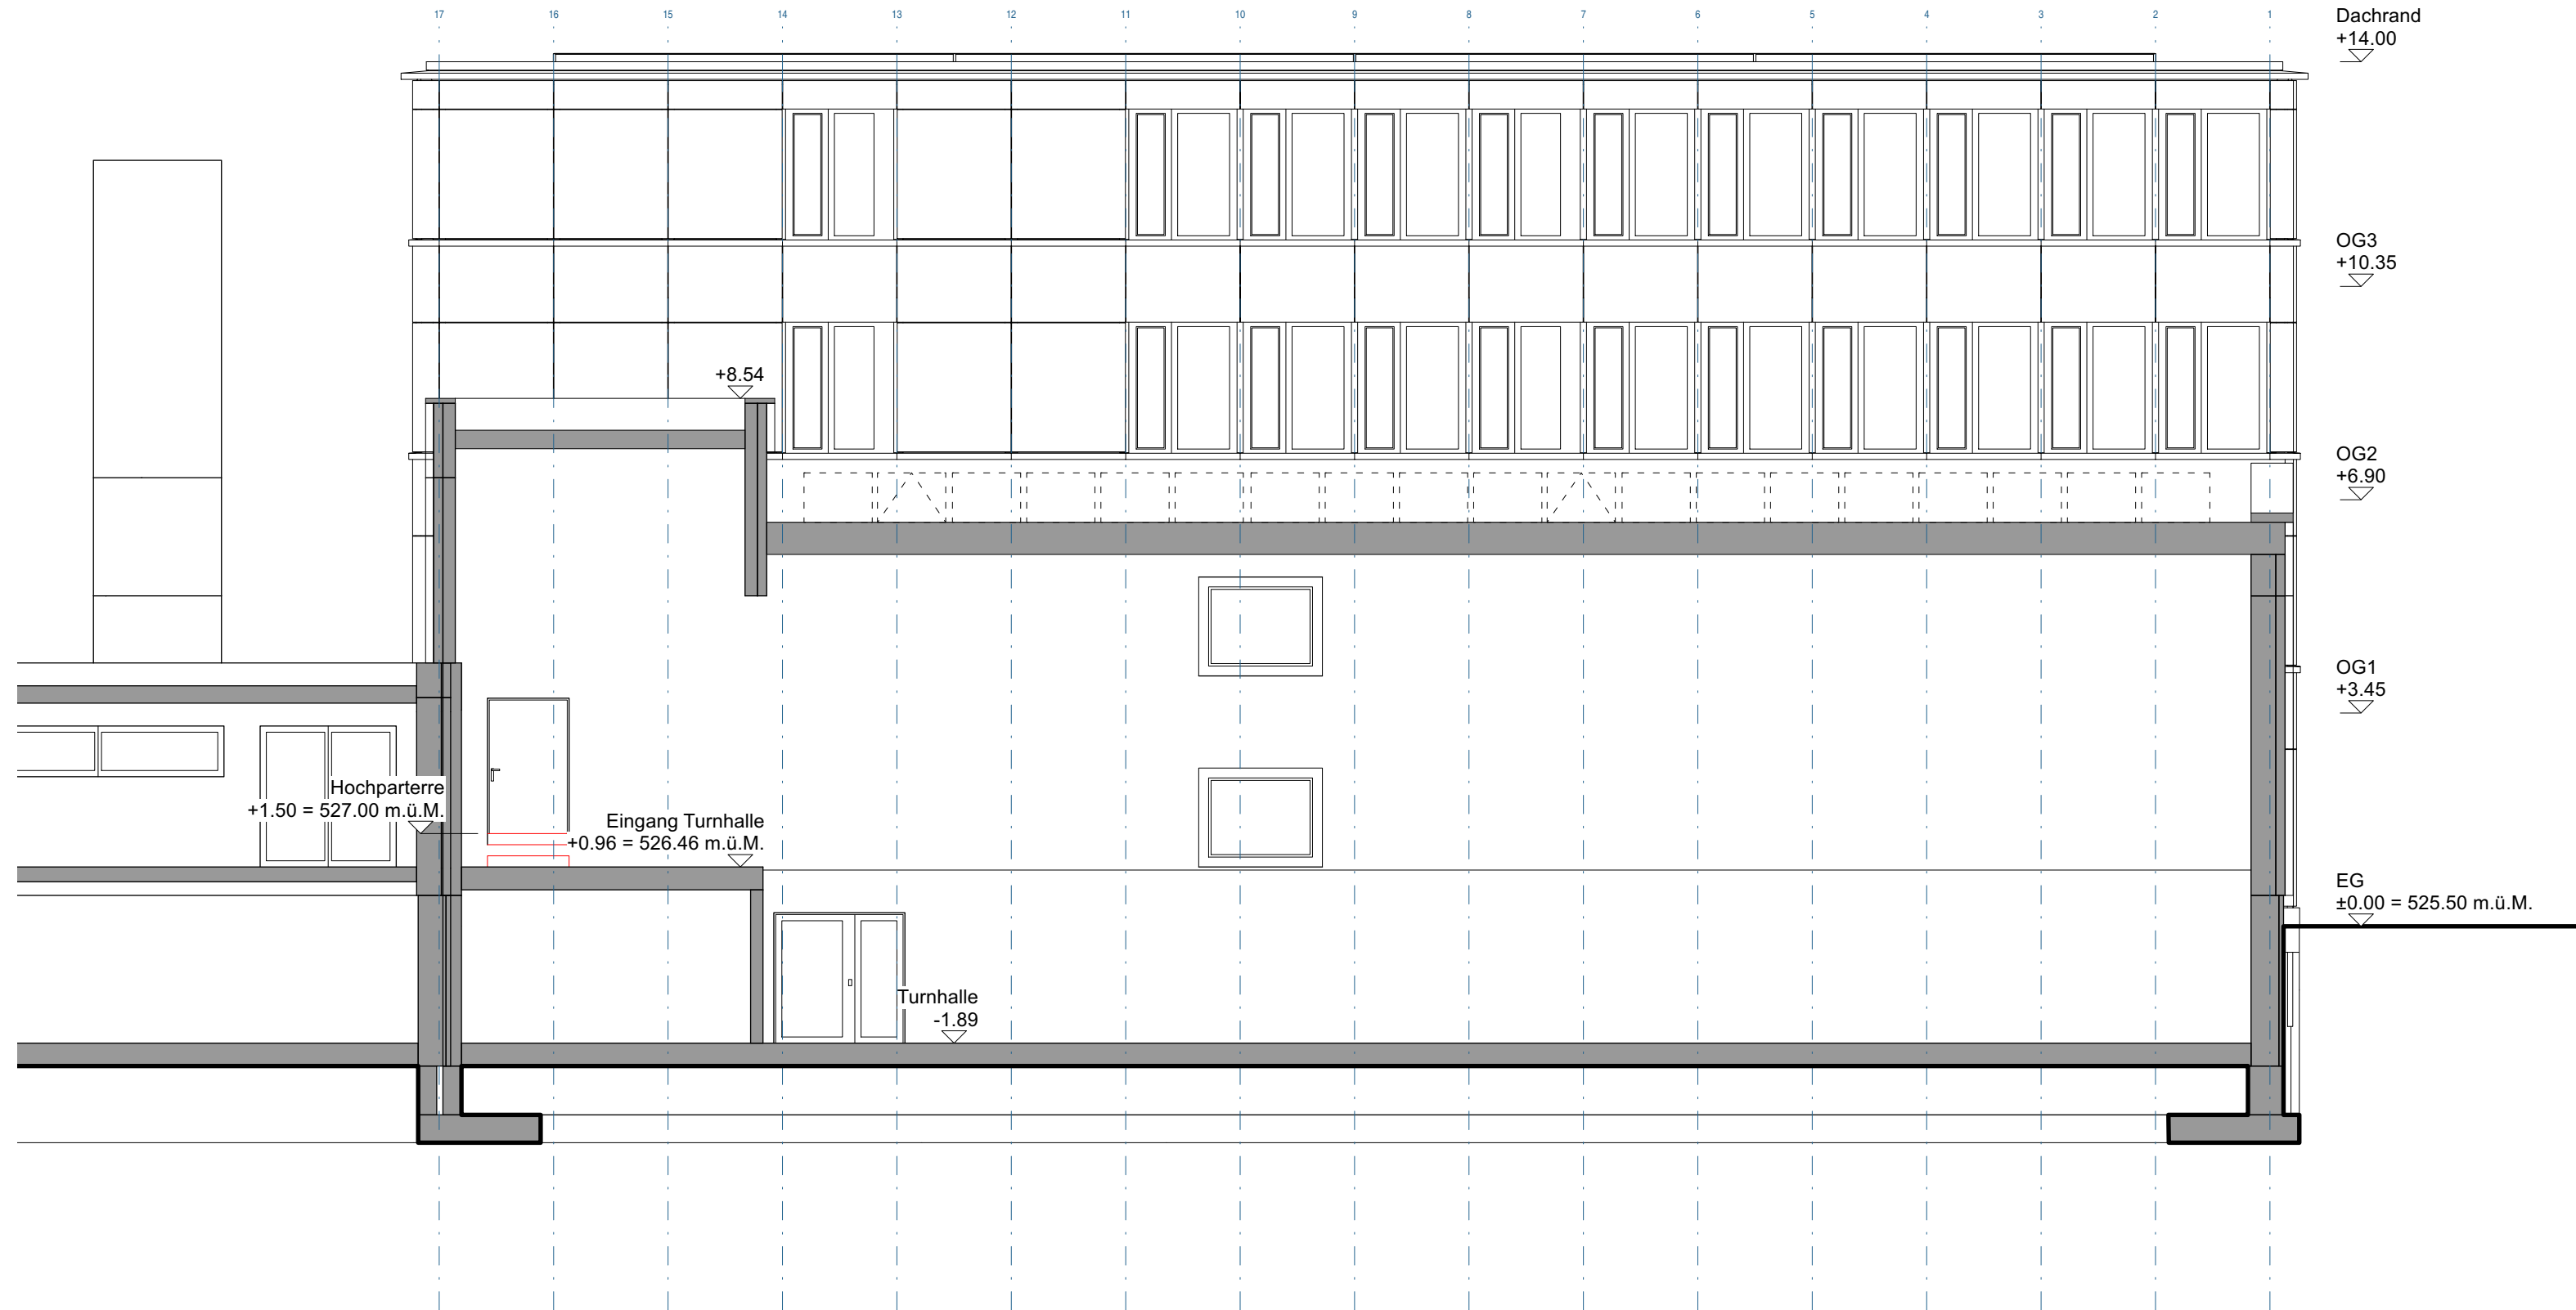 17 16 15 14 13 12 11 10 9 8 7 6 5 4 3 2 1
Dachrand
+14.00
OG3
+10.35
+8.54
OG2
+6.90
OG1
+3.45
Hochparterre
+1.50 = 527.00 m.ü.M.
Eingang Turnhalle
+0.96 = 526.46 m.ü.M.
EG
±0.00 = 525.50 m.ü.M.
Turnhalle
-1.89